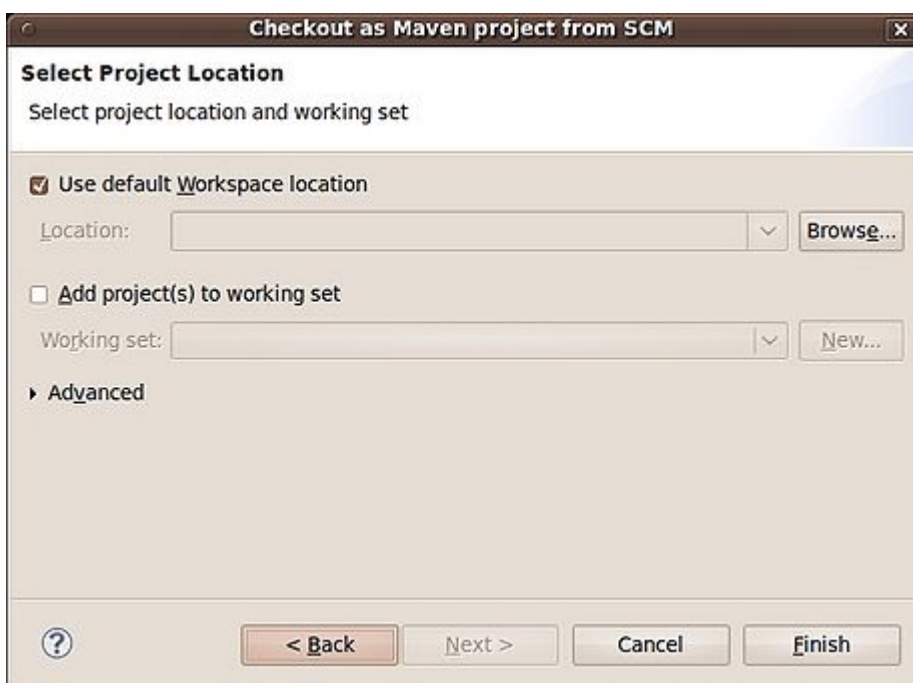 Checkout as Maven project from SCM
Select Project Location
Select project location and working set
Use default Workspace location
Location:
Browse...
Add project(s) to working set
Working set:
New...
Advanced
?
< Back
Next >
Cancel
Finish